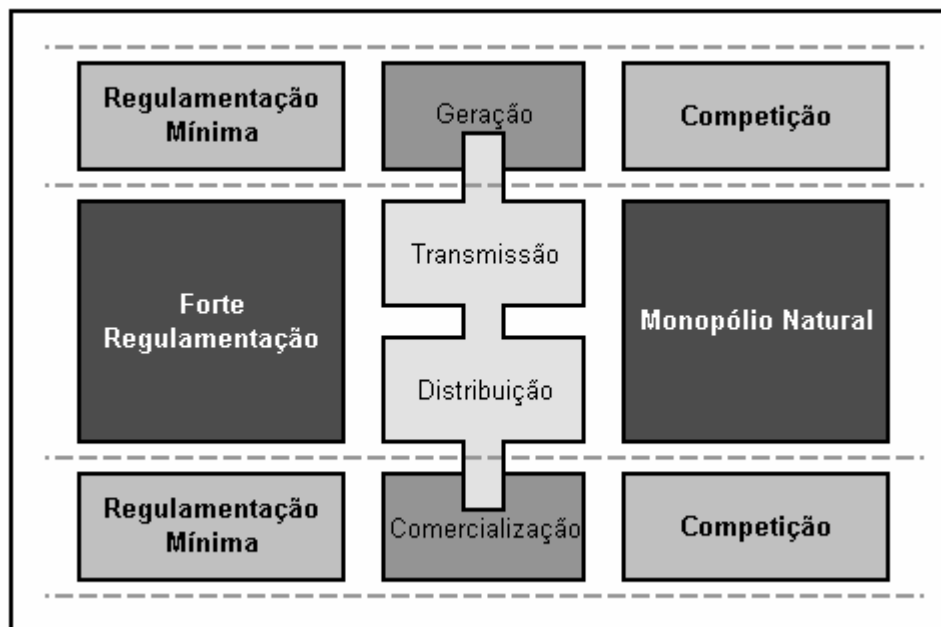 Regulamentação
Mínima
Geração
Competição
Forte
Regulamentação
Transmissão
Distribuição
Monopólio Natural
Regulamentação
Mínima
Comercialização
Competição